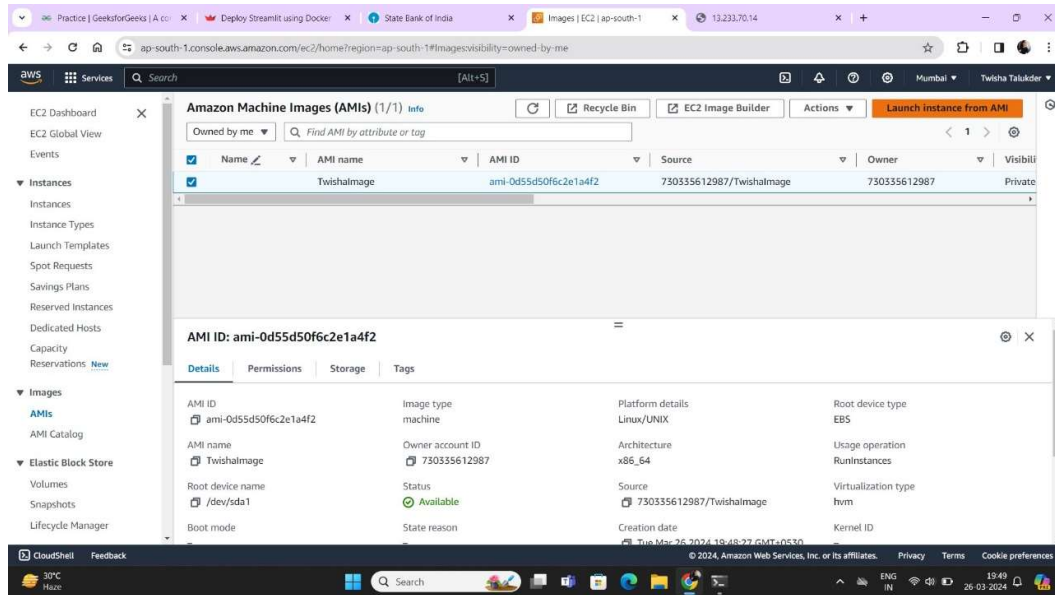 Practice | GeeksforGeeks | A co
Deploy Streamlit using Docker
State Bank of India
Images | EC2 | ap-south-1
13.233.70.14
ap-south-1.console.aws.amazon.com/ec2/home?region=ap-south-1#Images:visibility=owned-by-me
aws Services Search [Alt+S] Mumbai Twisha Talukder
EC2 Dashboard
EC2 Global View
Events
Instances
Instances
Instance Types
Launch Templates
Spot Requests
Savings Plans
Reserved Instances
Dedicated Hosts
Capacity
Reservations New
Images
AMIs
AMI Catalog
Elastic Block Store
Volumes
Snapshots
Lifecycle Manager
Amazon Machine Images (AMIs) (1/1) Info
Recycle Bin EC2 Image Builder Actions Launch instance from AMI
Owned by me Find AMI by attribute or tag 1
Name AMI name AMI ID Source Owner Visibili
TwishaImage ami-0d55d50f6c2e1a4f2 730335612987/TwishaImage 730335612987 Private
AMI ID: ami-0d55d50f6c2e1a4f2
Details Permissions Storage Tags
AMI ID Image type Platform details Root device type
ami-0d55d50f6c2e1a4f2 machine Linux/UNIX EBS
AMI name Owner account ID Architecture Usage operation
TwishaImage 730335612987 x86_64 RunInstances
Root device name Status Source Virtualization type
/dev/sda1 Available 730335612987/TwishaImage hvm
Boot mode State reason Creation date Kernel ID
– – Tue Mar 26 2024 19:48:27 GMT+0530 –
CloudShell Feedback © 2024, Amazon Web Services, Inc. or its affiliates. Privacy Terms Cookie preferences
30°C Search ENG 19:49
Haze IN 26-03-2024